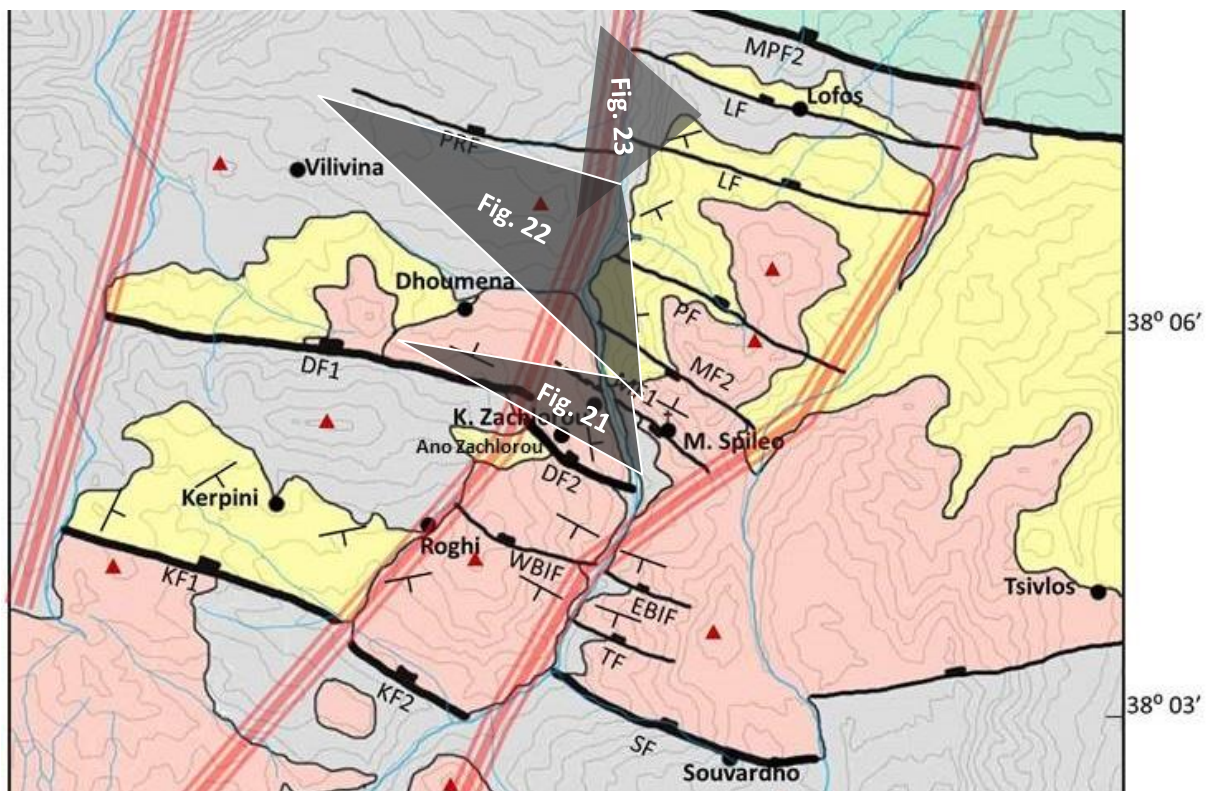 MPF2
Fig. 23
LF
Lofos
PRF
Vilivina
LF
Fig. 22
Dhoumena
PF
38° 06′
DF1
MF2
Fig. 21
K. Zachlorou
M. Spileo
Ano Zachlorou
DF2
Kerpini
Roghi
WBIF
KF1
EBIF
Tsivlos
TF
KF2
38° 03′
SF
Souvardho